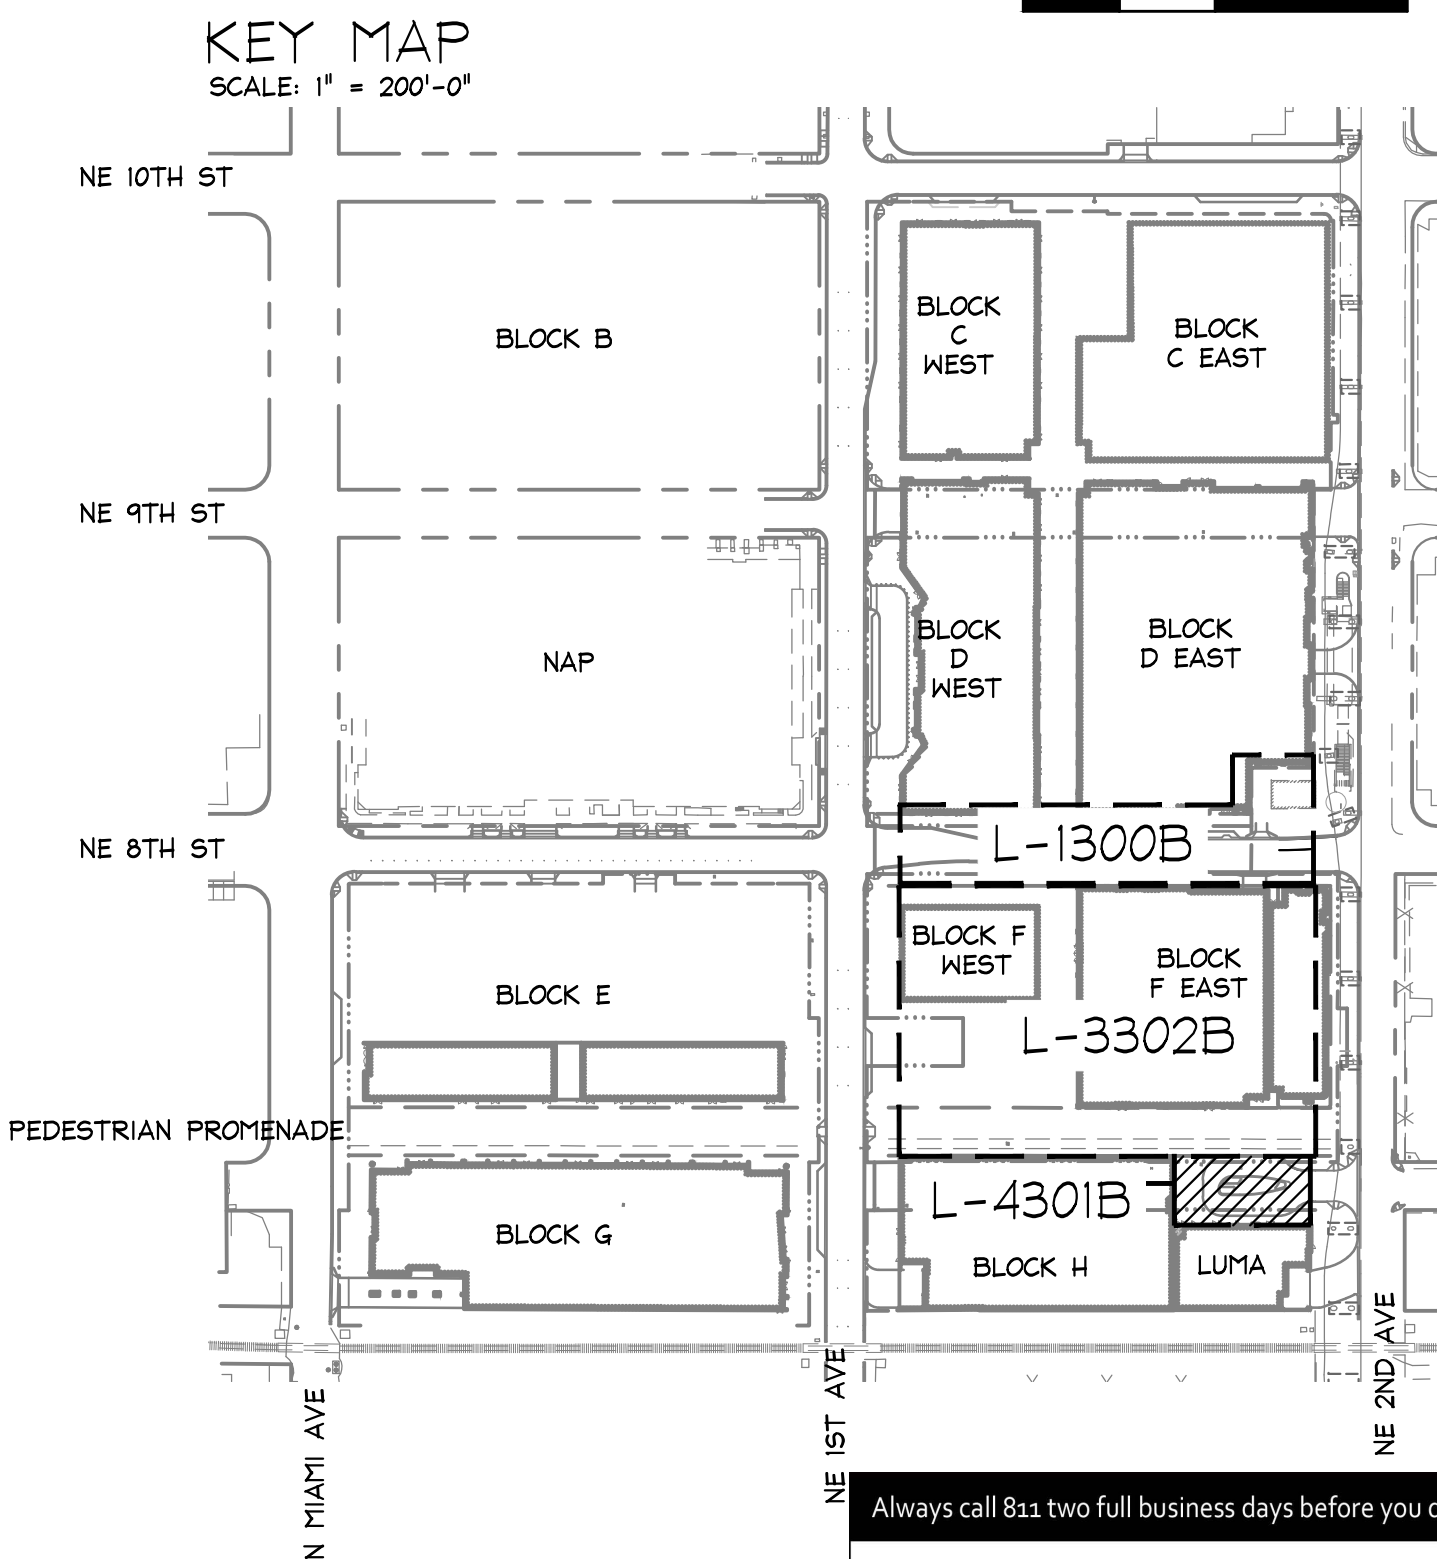 KEY MAP
SCALE: 1" = 200'-0"
NE 10TH ST
BLOCK B
BLOCK
C
WEST
BLOCK
C EAST
NE 9TH ST
NAP
BLOCK
D
WEST
BLOCK
D EAST
NE 8TH ST
L-1300B
BLOCK F
WEST
BLOCK
F EAST
BLOCK E
L-3302B
PEDESTRIAN PROMENADE
L-4301B
BLOCK G
BLOCK H
LUMA
N MIAMI AVE
NE 1ST AVE
NE 2ND AVE
Always call 811 two full business days before you